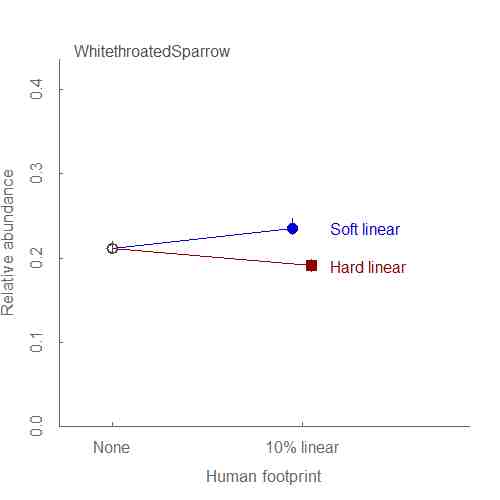 WhitethroatedSparrow
0.4
0.3
0.2
0.1
0.0
Relative abundance
Soft linear
Hard linear
None
10% linear
Human footprint